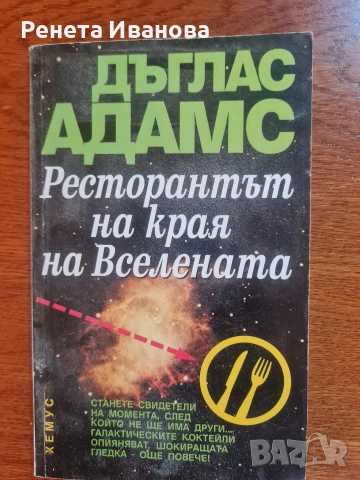 Ренета Иванова
ДЪГЛАС
АДАМС
Ресторантът
на края
на Вселената
ХЕМУС
СТАНЕТЕ СВИДЕТЕЛИ
НА МОМЕНТА, СЛЕД
КОЙТО НЕ ЩЕ ИМА ДРУГИ...
ГАЛАКТИЧЕСКИТЕ КОКТЕЙЛИ
ОПИЯНЯВАТ, ШОКИРАЩАТА
ГЛЕДКА – ОЩЕ ПОВЕЧЕ!
BAZAR